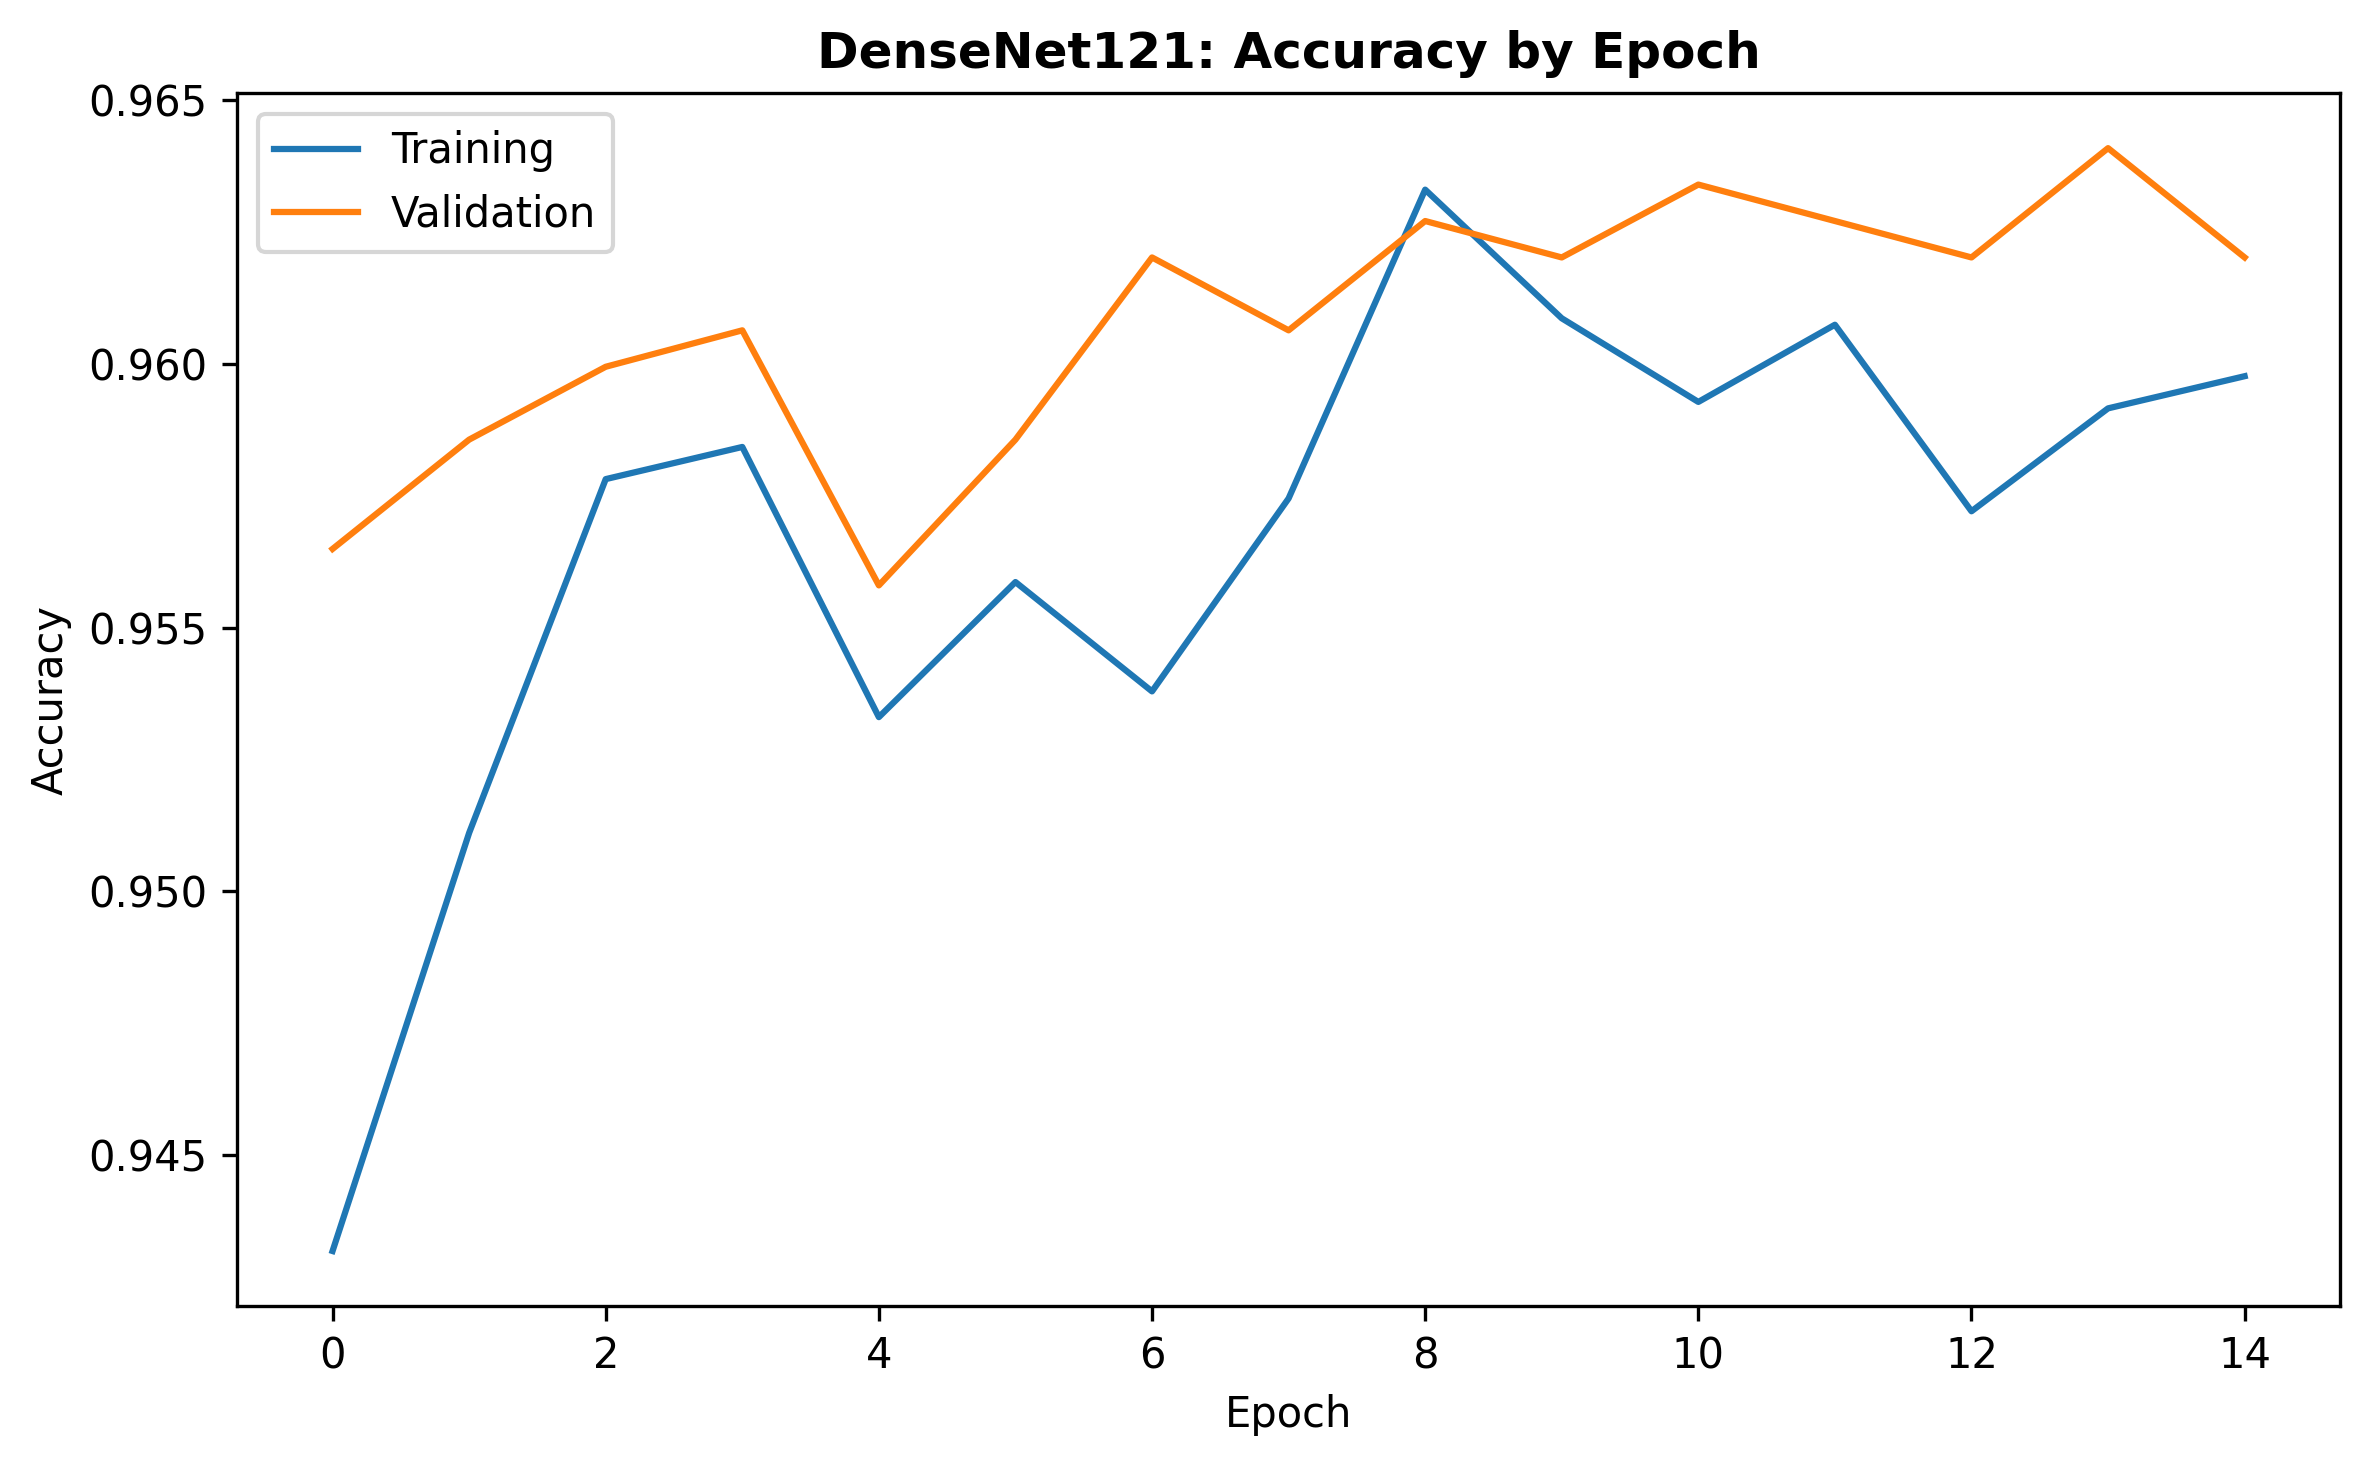 DenseNet121: Accuracy by Epoch
Training
Validation
0.965
0.960
0.955
0.950
0.945
Accuracy
0 2 4 6 8 10 12 14
Epoch